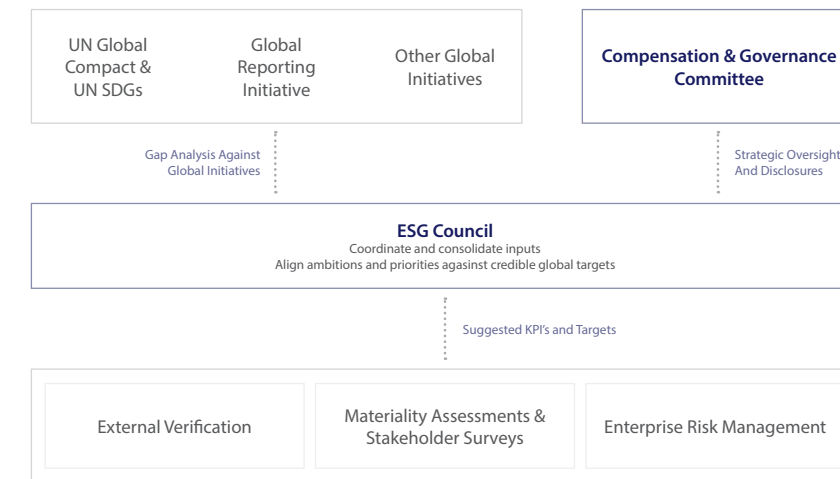 UN Global
Compact &
UN SDGs
Global
Reporting
Initiative
Other Global
Initiatives
Compensation & Governance
Committee
Gap Analysis Against
Global Initiatives
Strategic Oversight
And Disclosures
ESG Council
Coordinate and consolidate inputs
Align ambitions and priorities agasinst credible global targets
Suggested KPI's and Targets
External Verification
Materiality Assessments &
Stakeholder Surveys
Enterprise Risk Management